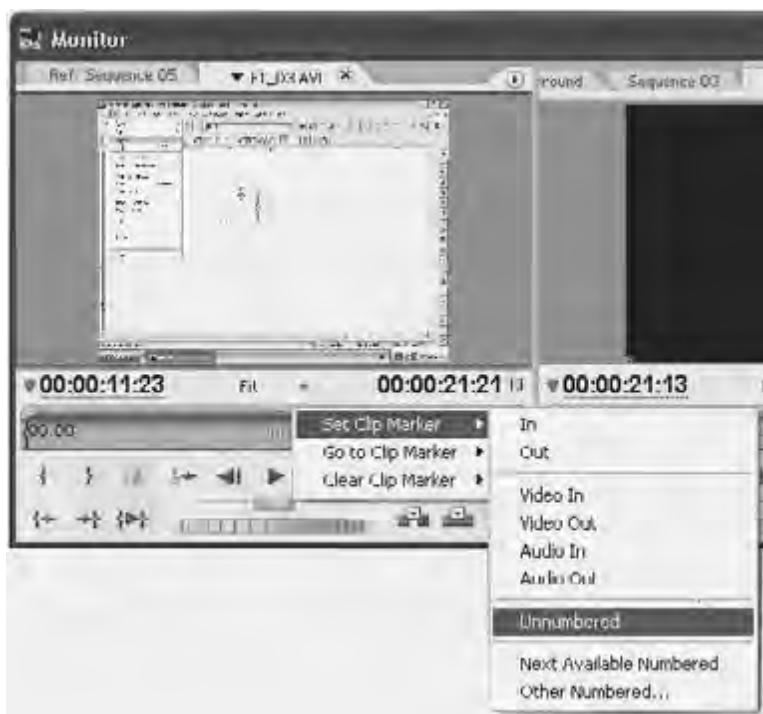 Monitor
Ref: Sequence 05 ▼ F1_03.AVI × round Sequence 03
00:00:11:23 Fit 00:00:21:21 00:00:21:13
00:00
Set Clip Marker
Go to Clip Marker
Clear Clip Marker
In
Out
Video In
Video Out
Audio In
Audio Out
Unnumbered
Next Available Numbered
Other Numbered...